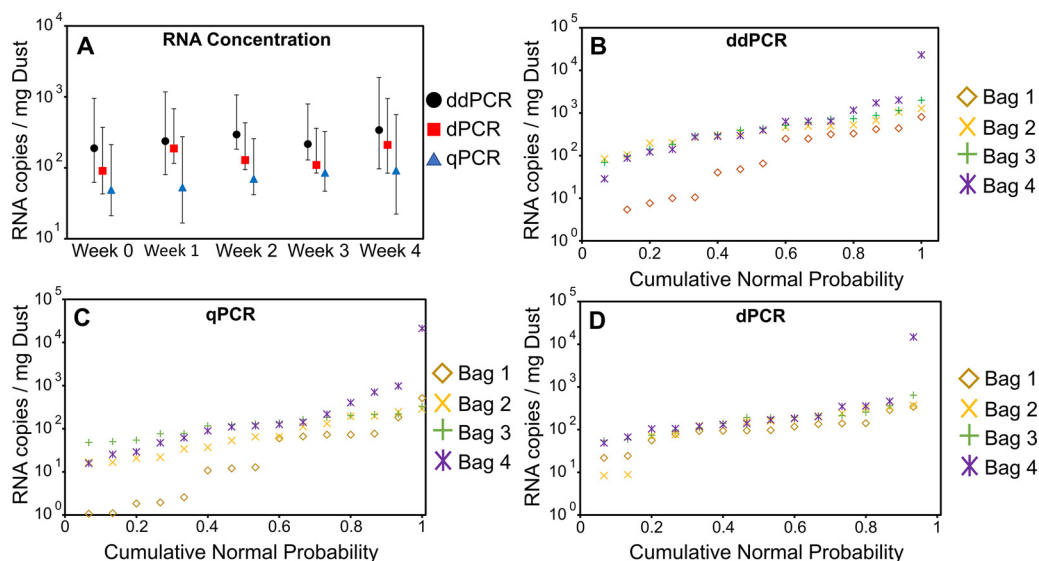 A
RNA Concentration
RNA copies / mg Dust
10^4
10^3
10^2
10^1
Week 0 Week 1 Week 2 Week 3 Week 4
ddPCR
dPCR
qPCR
B
ddPCR
RNA copies / mg Dust
10^5
10^4
10^3
10^2
10^1
10^0
0 0.2 0.4 0.6 0.8 1
Cumulative Normal Probability
Bag 1
Bag 2
Bag 3
Bag 4
C
qPCR
RNA copies / mg Dust
10^5
10^4
10^3
10^2
10^1
10^0
0 0.2 0.4 0.6 0.8 1
Cumulative Normal Probability
Bag 1
Bag 2
Bag 3
Bag 4
D
dPCR
RNA copies / mg Dust
10^5
10^4
10^3
10^2
10^1
10^0
0 0.2 0.4 0.6 0.8 1
Cumulative Normal Probability
Bag 1
Bag 2
Bag 3
Bag 4